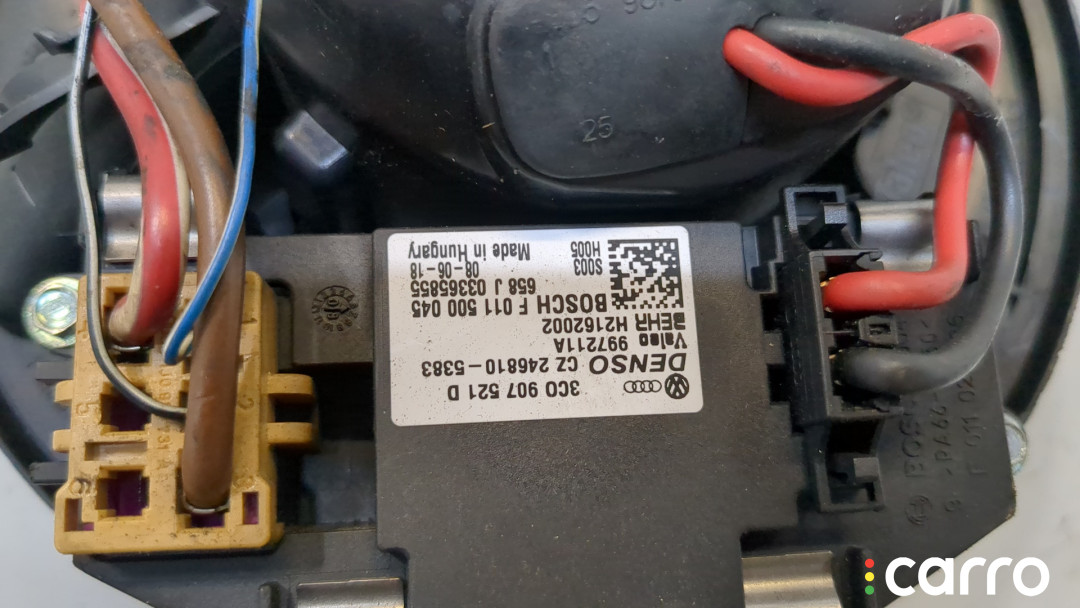 3C0 907 521 D
DENSO CZ 246810-5383
Valeo 997211A
BEHR H2162002
BOSCH F 011 500 045
658 J 03365855
S003 08-06-18
H005 Made in Hungary
25
carro